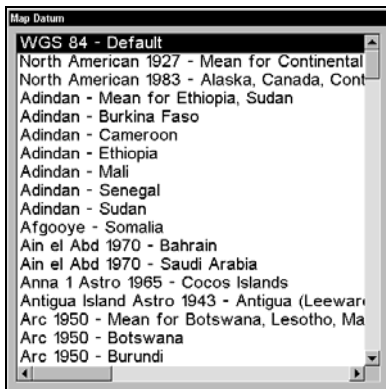 Map Datum
WGS 84 - Default
North American 1927 - Mean for Continental
North American 1983 - Alaska, Canada, Cont
Adindan - Mean for Ethiopia, Sudan
Adindan - Burkina Faso
Adindan - Cameroon
Adindan - Ethiopia
Adindan - Mali
Adindan - Senegal
Adindan - Sudan
Afgooye - Somalia
Ain el Abd 1970 - Bahrain
Ain el Abd 1970 - Saudi Arabia
Anna 1 Astro 1965 - Cocos Islands
Antigua Island Astro 1943 - Antigua (Leeward
Arc 1950 - Mean for Botswana, Lesotho, Ma
Arc 1950 - Botswana
Arc 1950 - Burundi